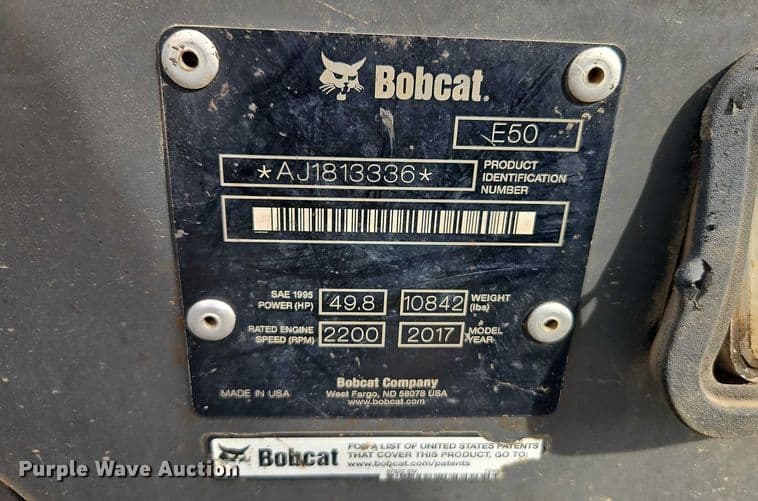 Bobcat®
E50
*AJ1813336*
PRODUCT
IDENTIFICATION
NUMBER
SAE 1995
POWER (HP)
49.8
10842
WEIGHT
(lbs)
RATED ENGINE
SPEED (RPM)
2200
2017
MODEL
YEAR
MADE IN USA
Bobcat Company
West Fargo, ND 58078 USA
www.bobcat.com
Bobcat
FOR A LIST OF UNITED STATES PATENTS
THAT COVER THIS PRODUCT, GO TO:
www.bobcat.com/patents
Purple Wave Auction